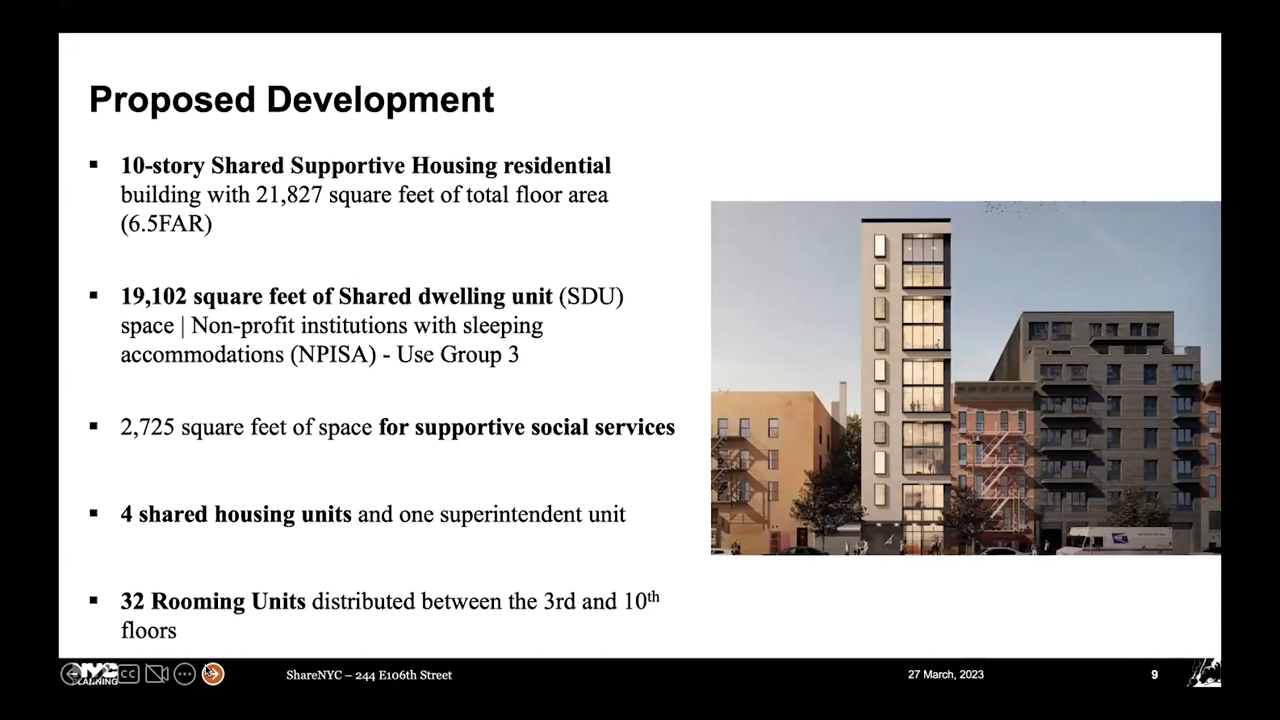 Proposed Development
▪ 10-story Shared Supportive Housing residential
building with 21,827 square feet of total floor area
(6.5FAR)
▪ 19,102 square feet of Shared dwelling unit (SDU)
space | Non-profit institutions with sleeping
accommodations (NPISA) - Use Group 3
▪ 2,725 square feet of space for supportive social services
▪ 4 shared housing units and one superintendent unit
▪ 32 Rooming Units distributed between the 3rd and 10th
floors
NYC
CC
ShareNYC – 244 E106th Street
27 March, 2023
9